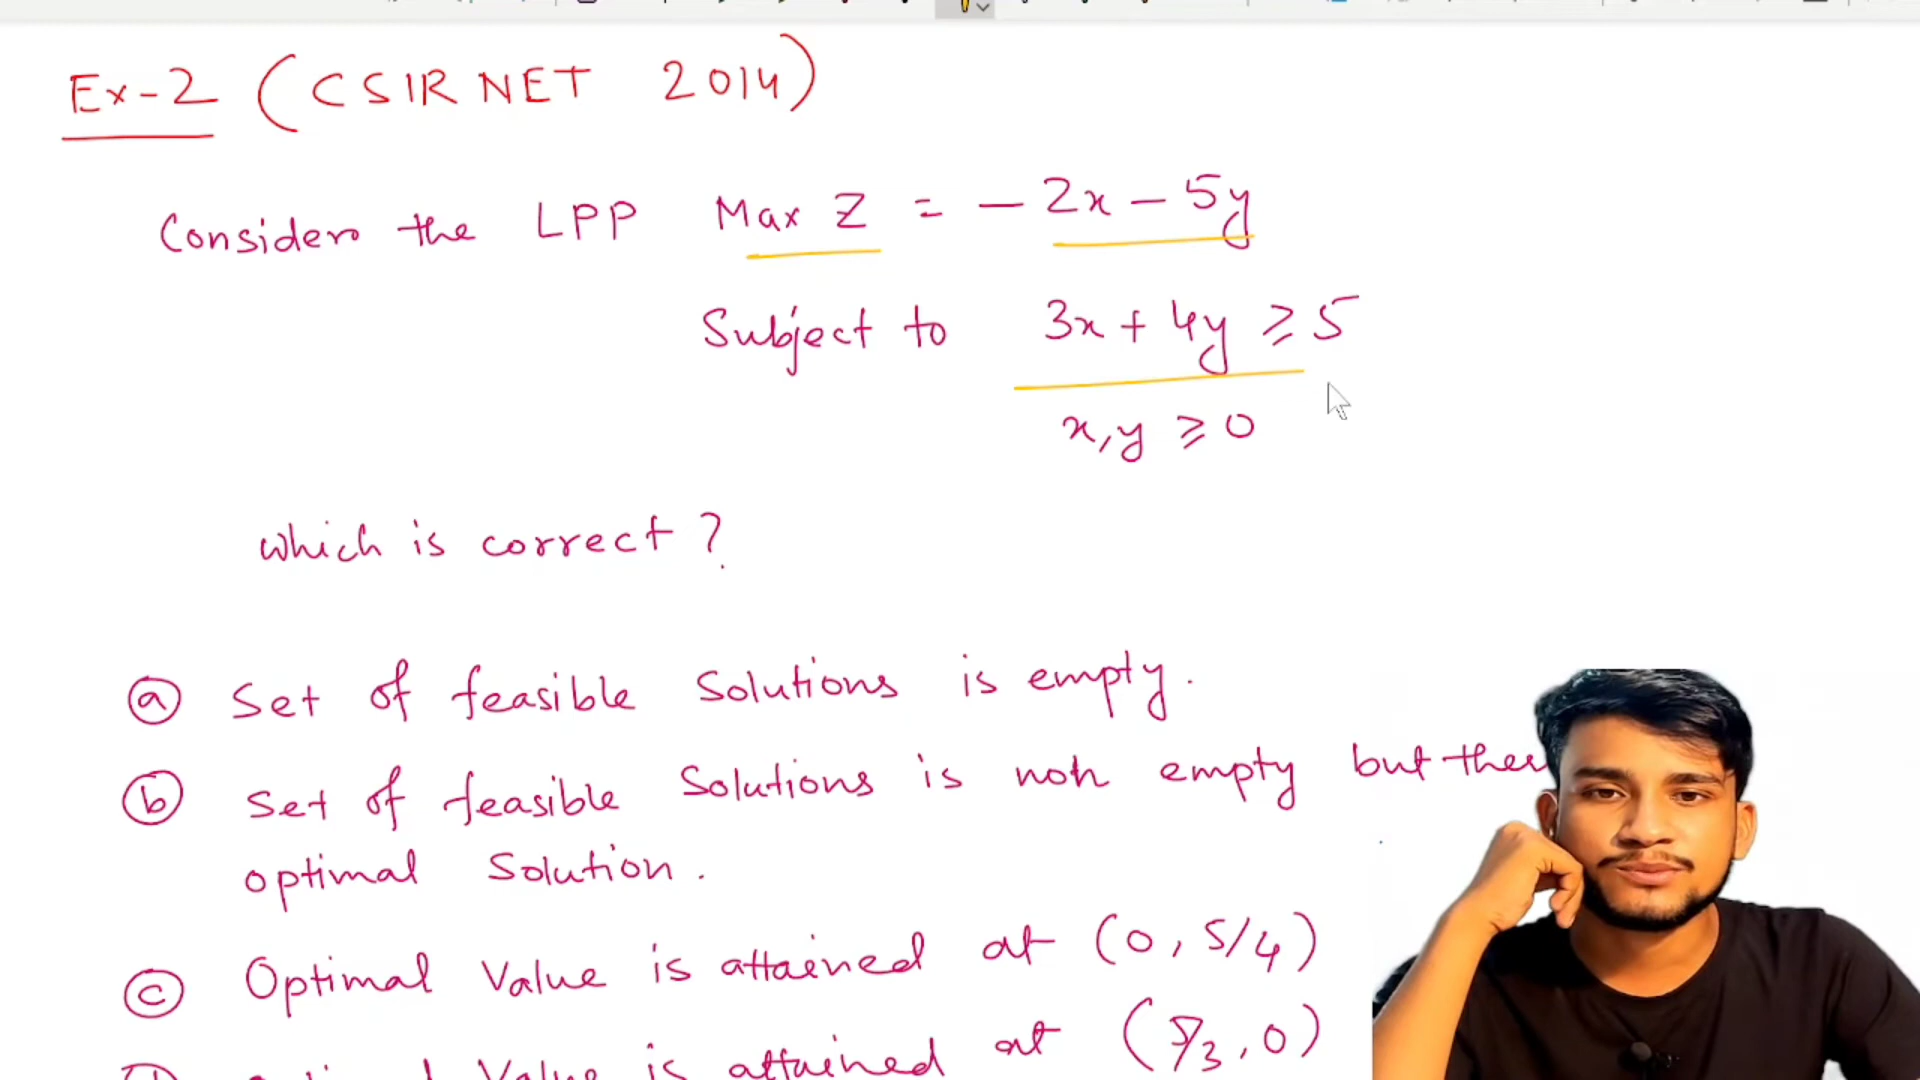 Ex-2 (CSIR NET 2014)
Consider the LPP Max Z = - 2x - 5y
Subject to 3x + 4y ≥ 5
x, y ≥ 0
which is correct ?
(a) Set of feasible Solutions is empty.
(b) Set of feasible Solutions is not empty but
optimal Solution.
(c) Optimal Value is attained at (0, 5/4)
Value is attained at (5/3, 0)